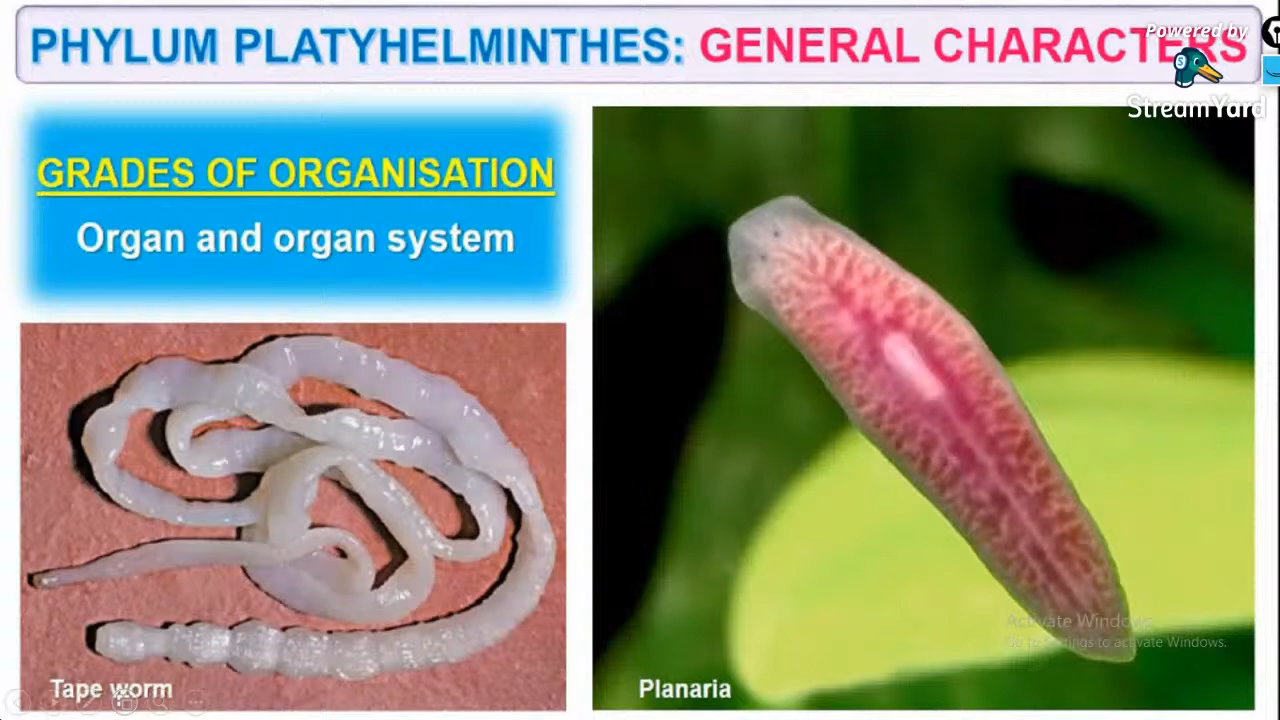 PHYLUM PLATYHELMINTHES: GENERAL CHARACTERS
Powered by
StreamYard
GRADES OF ORGANISATION
Organ and organ system
Activate Windows
Go to Settings to activate Windows.
Tape worm
Planaria